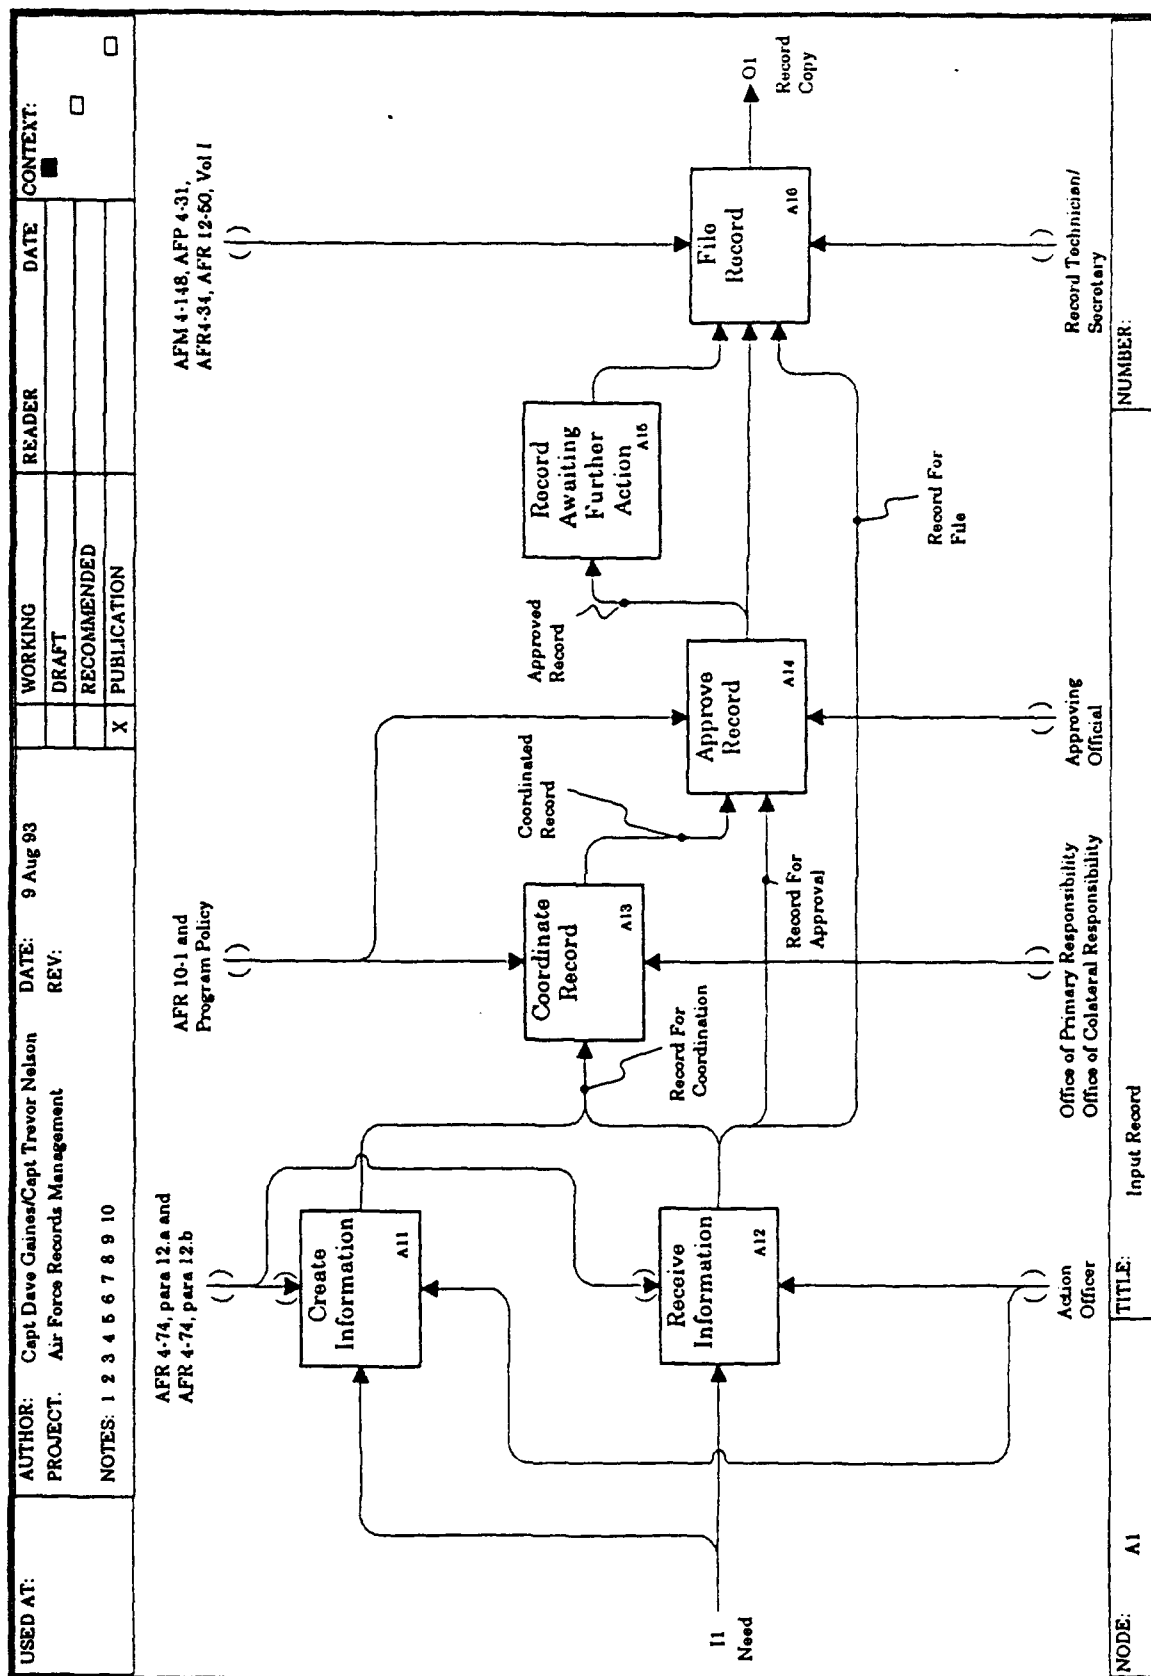 USED AT:
AUTHOR: Capt Dave Gaines/Capt Trevor Nelson
PROJECT. Air Force Records Management
DATE: 9 Aug 93
REV:
NOTES: 1 2 3 4 5 6 7 8 9 10
WORKING
DRAFT
RECOMMENDED
X PUBLICATION
READER DATE
CONTEXT:
AFR 4-74, para 12.a and
AFR 4-74, para 12.b
AFR 10-1 and
Program Policy
AFM 4-148, AFP 4-31,
AFR4-34, AFR 12-50, Vol I
Create
Information
A11
Receive
Information
A12
Coordinate
Record
A13
Approve
Record
A14
Record
Awaiting
Further
Action
A15
File
Record
A16
I1
Need
Record For
Coordination
Coordinated
Record
Record For
Approval
Approved
Record
Record For
File
O1
Record
Copy
Action
Officer
Office of Primary Responsibility
Office of Colateral Responsibility
Approving
Official
Record Technician/
Secretary
NODE: A1
TITLE: Input Record
NUMBER: